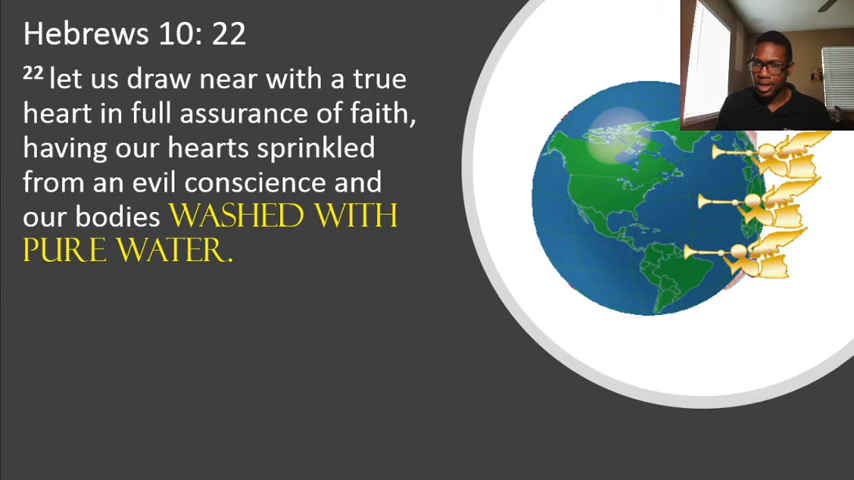 Hebrews 10: 22
22 let us draw near with a true
heart in full assurance of faith,
having our hearts sprinkled
from an evil conscience and
our bodies WASHED WITH
PURE WATER.